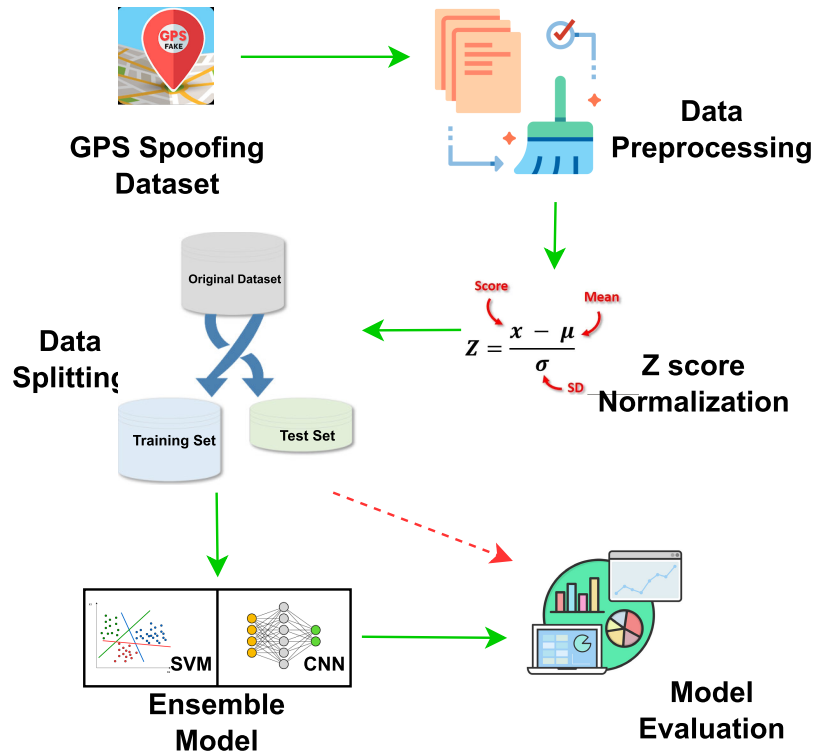 GPS
FAKE
GPS Spoofing
Dataset
Data
Preprocessing
Original Dataset
Data
Splitting
Training Set
Test Set
Score
Mean
Z = x − μ / σ
SD
Z score
Normalization
SVM
CNN
Ensemble
Model
Model
Evaluation